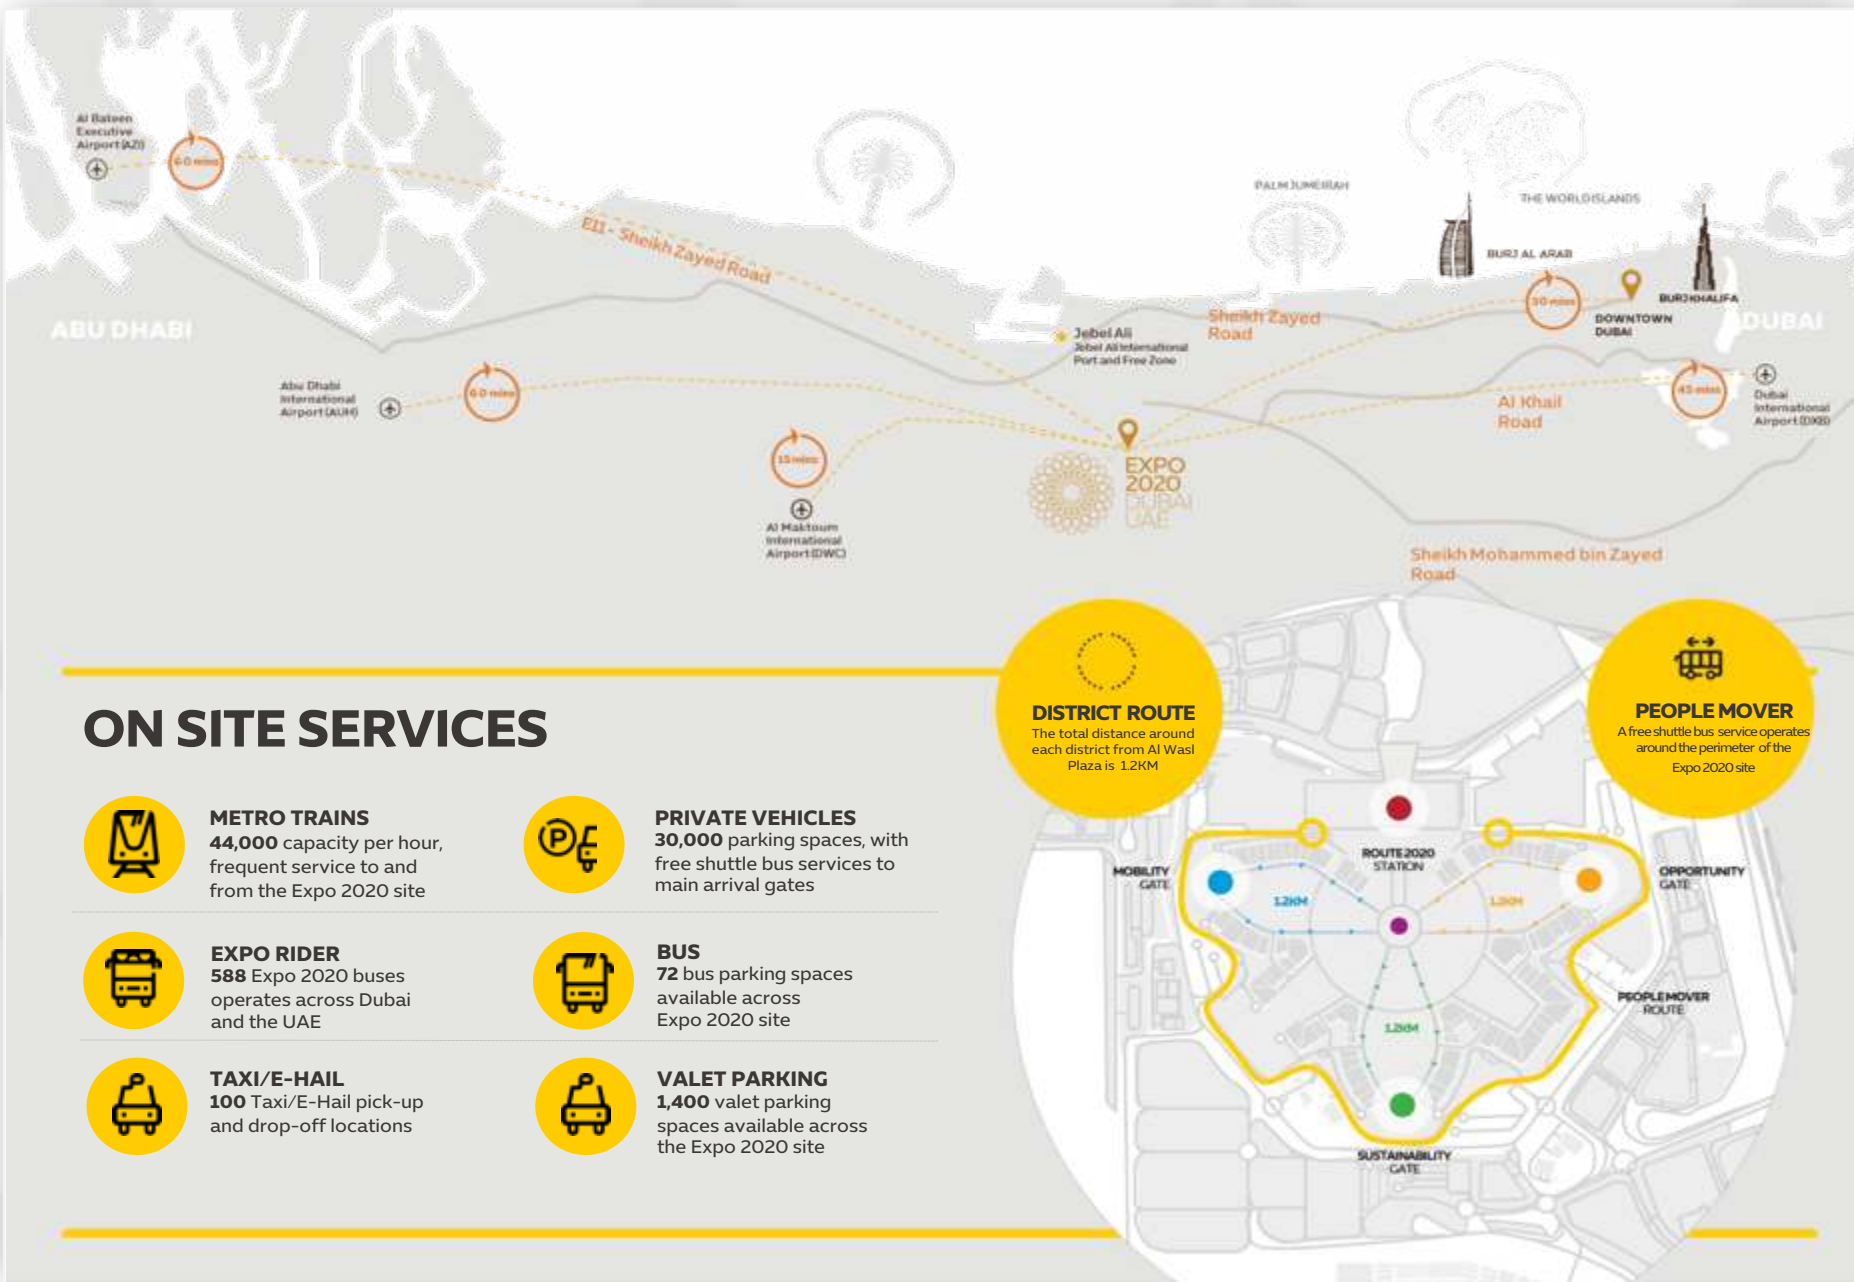 Al Bateen
Executive
Airport (AZI)
60 mins
E11 - Sheikh Zayed Road
PALM JUMEIRAH
THE WORLD ISLANDS
BURJ AL ARAB
30 mins
BURJ KHALIFA
DOWNTOWN
DUBAI
ABU DHABI
DUBAI
Sheikh Zayed
Road
Jebel Ali
Jebel Ali International
Port and Free Zone
Abu Dhabi
International
Airport (AUH)
60 mins
45 mins
Dubai
International
Airport (DXB)
Al Khail
Road
15 mins
Al Maktoum
International
Airport (DWC)
EXPO
2020
DUBAI
UAE
Sheikh Mohammed bin Zayed
Road
ON SITE SERVICES
METRO TRAINS
44,000 capacity per hour,
frequent service to and
from the Expo 2020 site
PRIVATE VEHICLES
30,000 parking spaces, with
free shuttle bus services to
main arrival gates
P
EXPO RIDER
588 Expo 2020 buses
operates across Dubai
and the UAE
BUS
72 bus parking spaces
available across
Expo 2020 site
TAXI/E-HAIL
100 Taxi/E-Hail pick-up
and drop-off locations
VALET PARKING
1,400 valet parking
spaces available across
the Expo 2020 site
DISTRICT ROUTE
The total distance around
each district from Al Wasl
Plaza is 1.2KM
PEOPLE MOVER
A free shuttle bus service operates
around the perimeter of the
Expo 2020 site
ROUTE 2020
STATION
MOBILITY
GATE
OPPORTUNITY
GATE
1.2KM
1.2KM
PEOPLE MOVER
ROUTE
1.2KM
SUSTAINABILITY
GATE